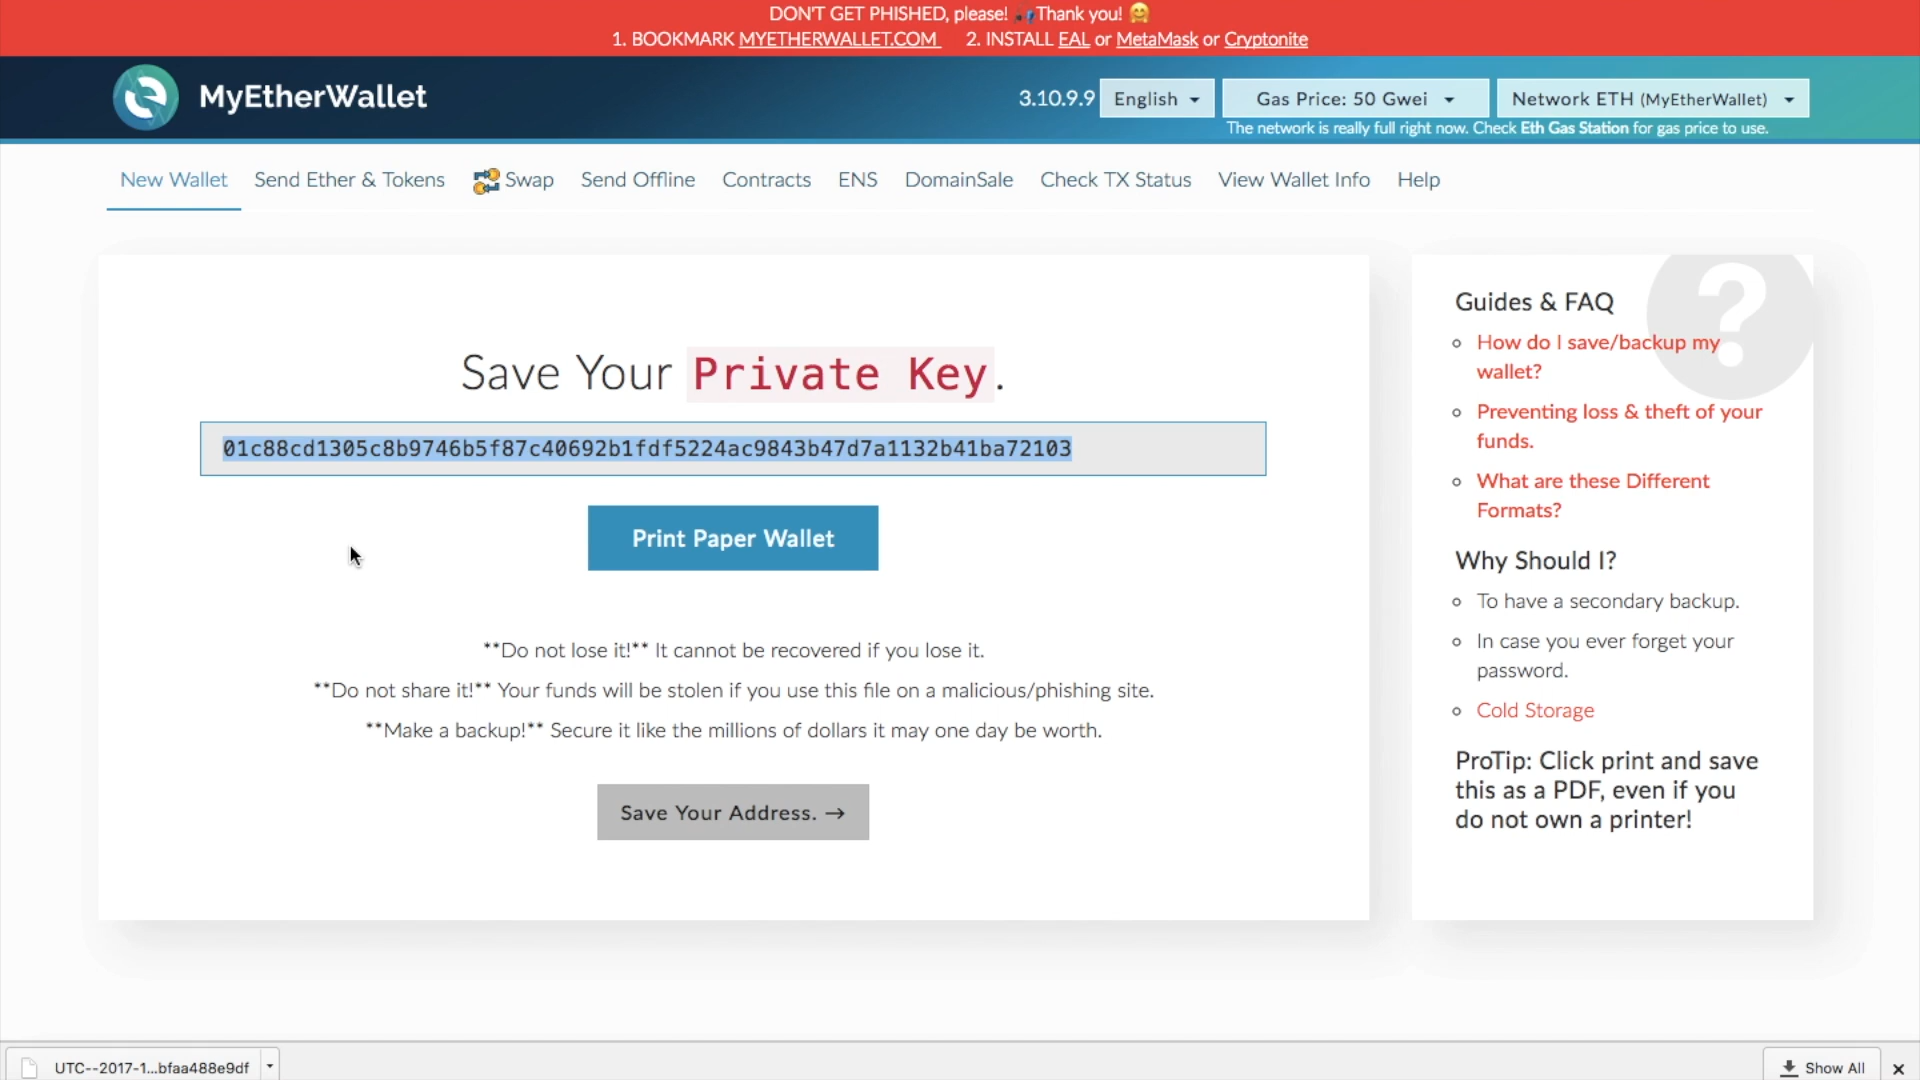 DON'T GET PHISHED, please! Thank you! 🤗
1. BOOKMARK MYETHERWALLET.COM 2. INSTALL EAL or MetaMask or Cryptonite
MyEtherWallet
3.10.9.9 English Gas Price: 50 Gwei Network ETH (MyEtherWallet)
The network is really full right now. Check Eth Gas Station for gas price to use.
New Wallet Send Ether & Tokens Swap Send Offline Contracts ENS DomainSale Check TX Status View Wallet Info Help
Save Your Private Key.
01c88cd1305c8b9746b5f87c40692b1fdf5224ac9843b47d7a1132b41ba72103
Print Paper Wallet
**Do not lose it!** It cannot be recovered if you lose it.
**Do not share it!** Your funds will be stolen if you use this file on a malicious/phishing site.
**Make a backup!** Secure it like the millions of dollars it may one day be worth.
Save Your Address. →
?
Guides & FAQ
How do I save/backup my
wallet?
Preventing loss & theft of your
funds.
What are these Different
Formats?
Why Should I?
To have a secondary backup.
In case you ever forget your
password.
Cold Storage
ProTip: Click print and save
this as a PDF, even if you
do not own a printer!
UTC--2017-1...bfaa488e9df
Show All